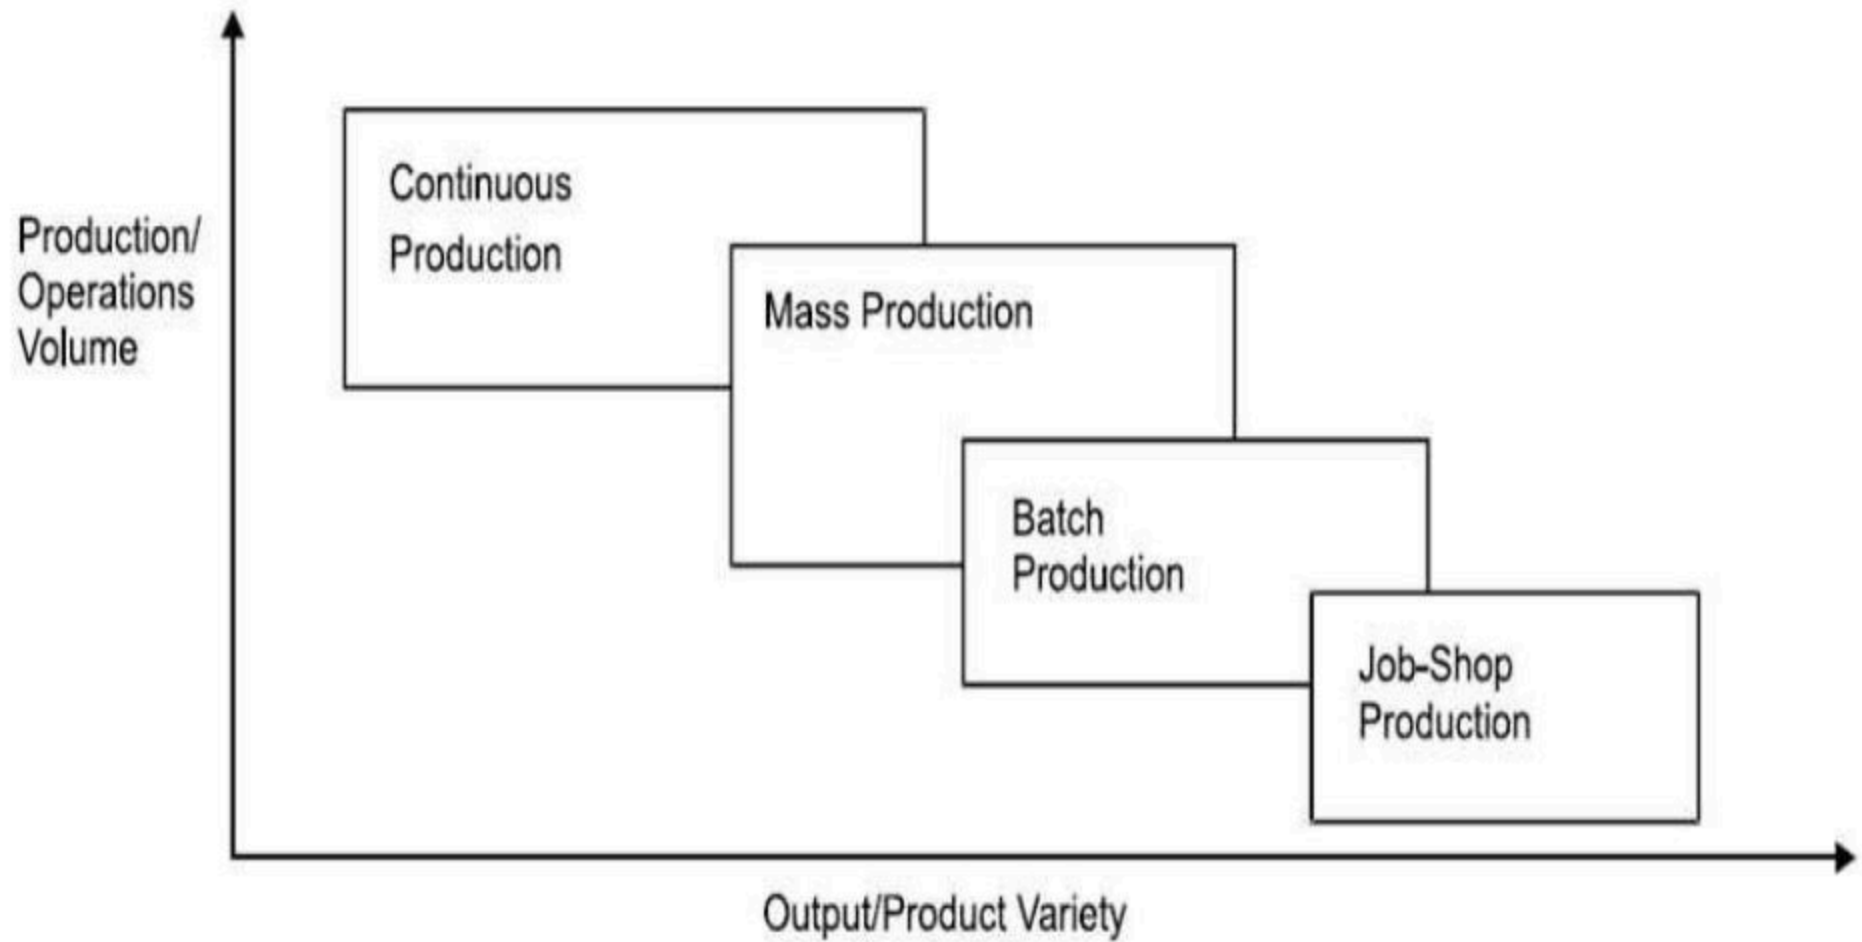 Continuous
Production
Production/
Operations
Volume
Mass Production
Batch
Production
Job-Shop
Production
Output/Product Variety